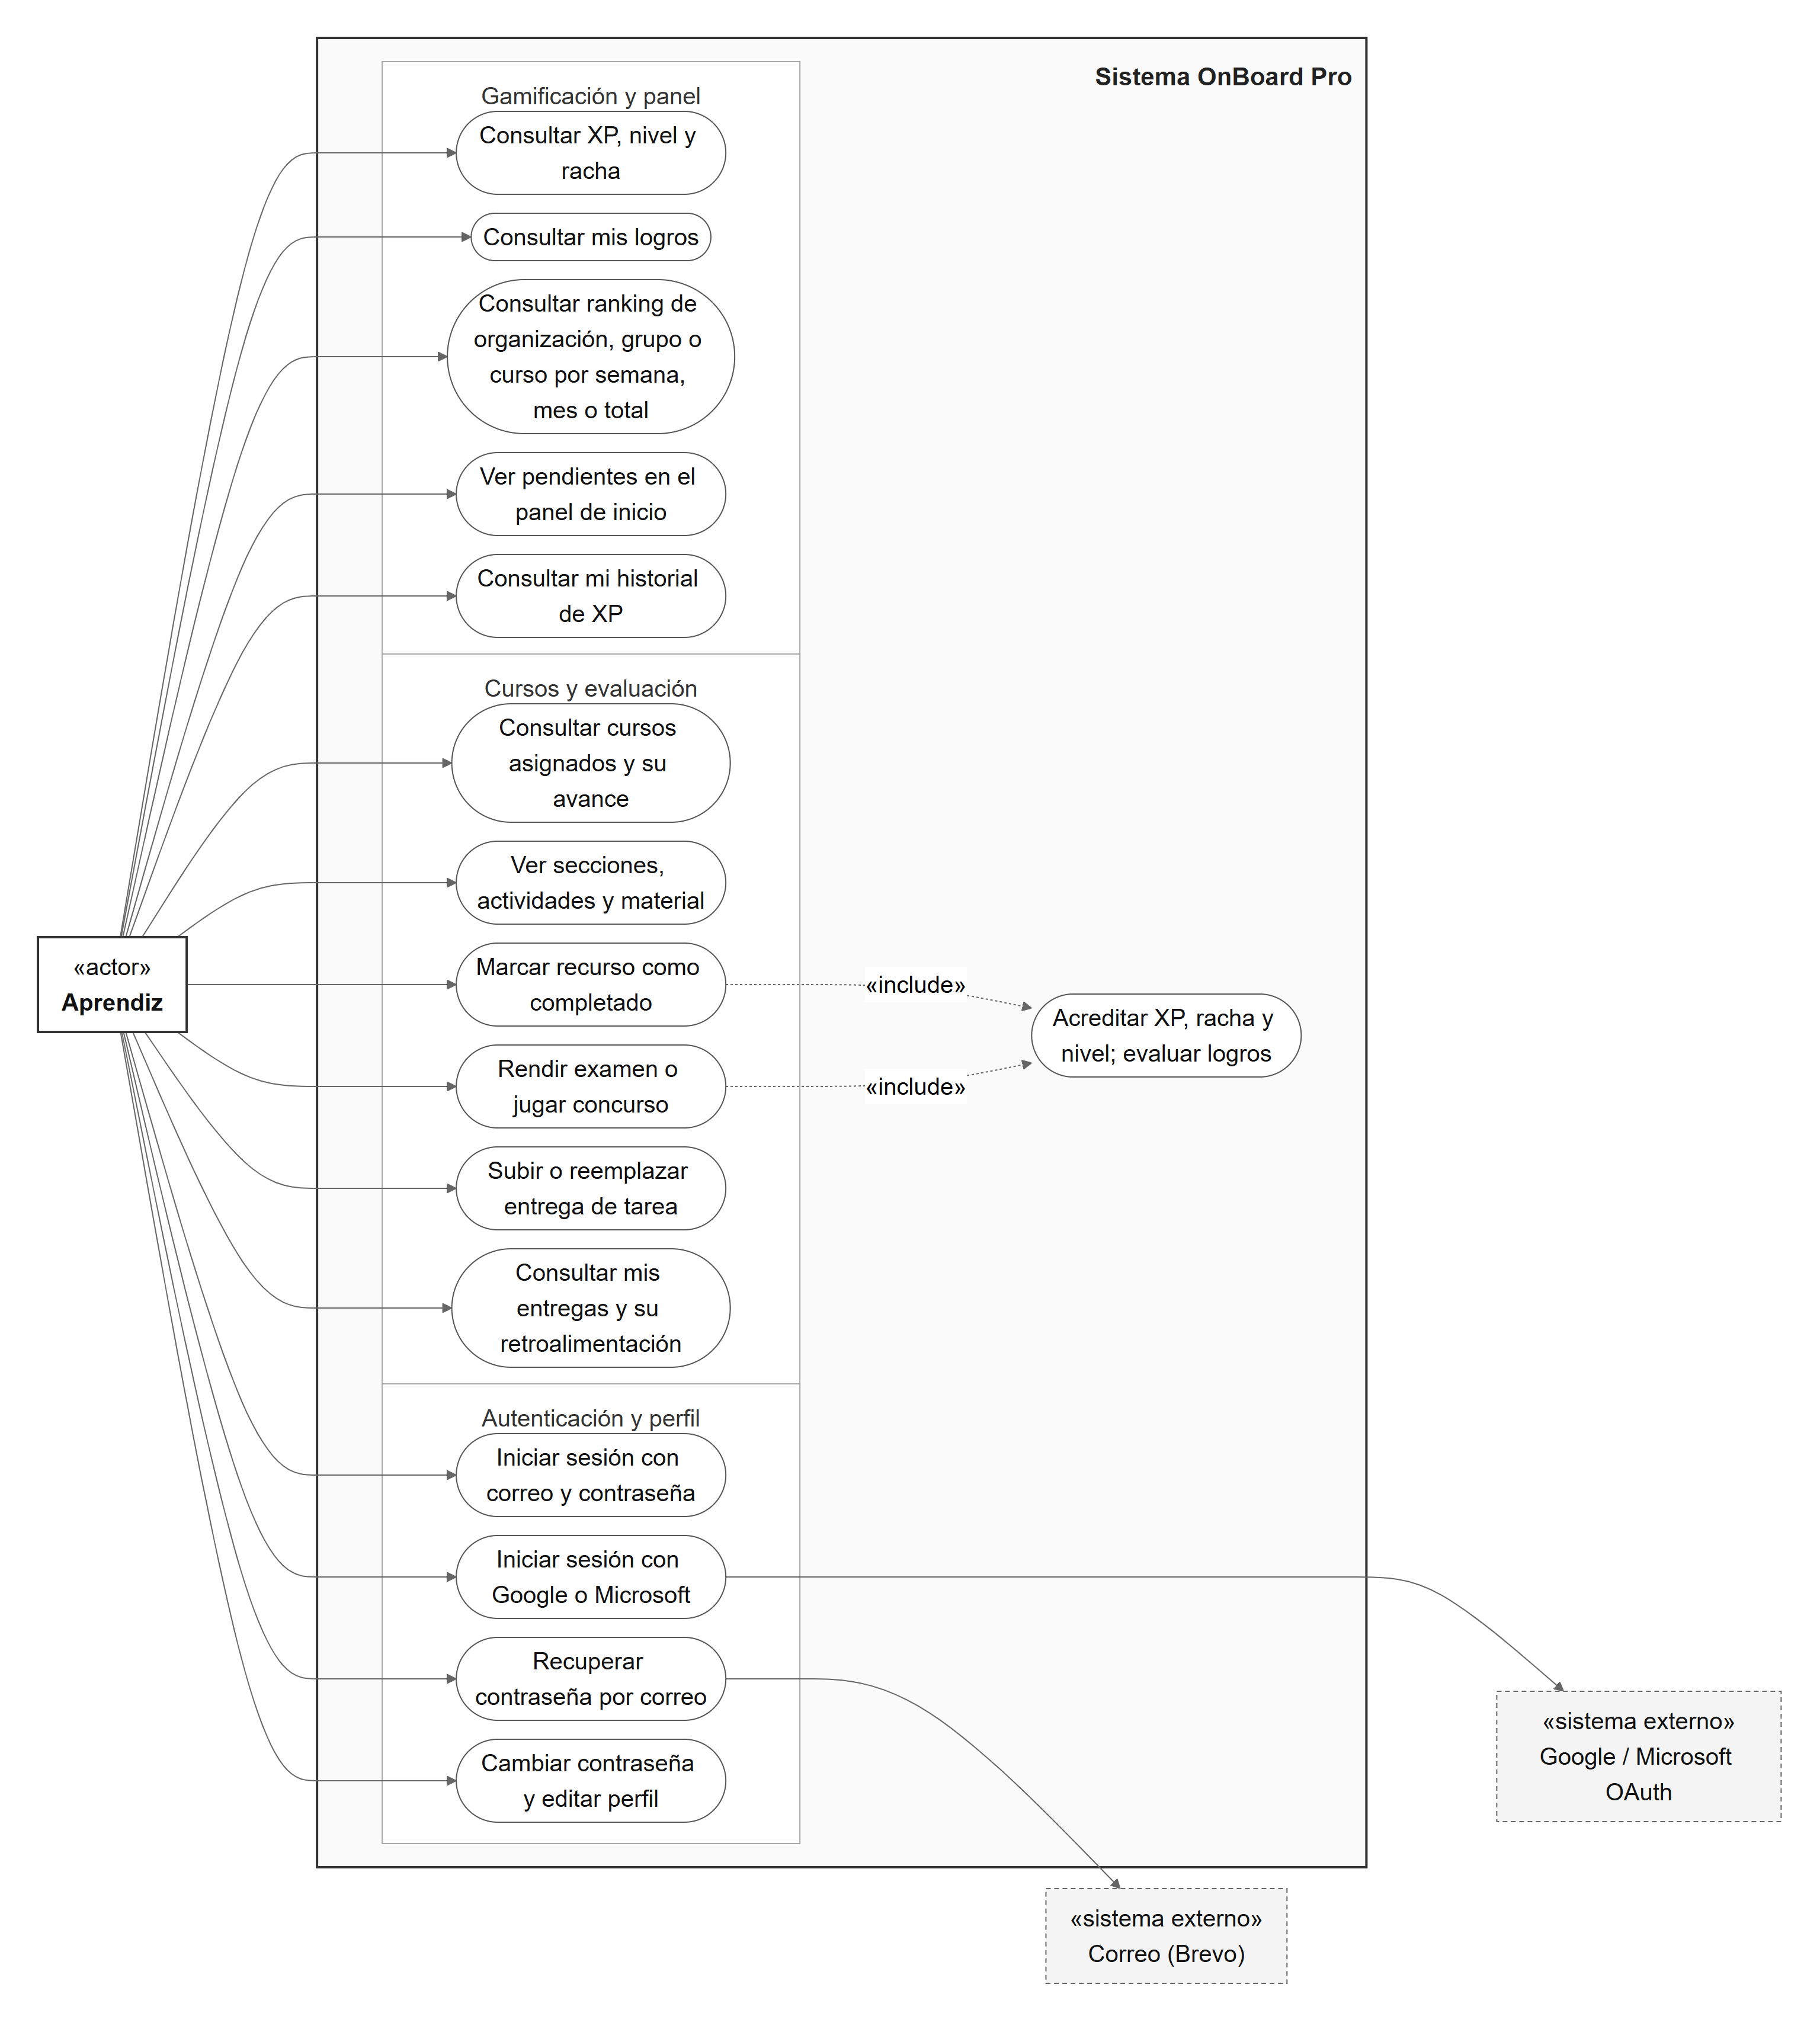 Sistema OnBoard Pro
Gamificación y panel
Consultar XP, nivel y
racha
Consultar mis logros
Consultar ranking de
organización, grupo o
curso por semana,
mes o total
Ver pendientes en el
panel de inicio
Consultar mi historial
de XP
Cursos y evaluación
Consultar cursos
asignados y su
avance
Ver secciones,
actividades y material
«actor»
Aprendiz
Marcar recurso como
completado
«include»
Acreditar XP, racha y
nivel; evaluar logros
Rendir examen o
jugar concurso
«include»
Subir o reemplazar
entrega de tarea
Consultar mis
entregas y su
retroalimentación
Autenticación y perfil
Iniciar sesión con
correo y contraseña
Iniciar sesión con
Google o Microsoft
Recuperar
contraseña por correo
Cambiar contraseña
y editar perfil
«sistema externo»
Google / Microsoft
OAuth
«sistema externo»
Correo (Brevo)